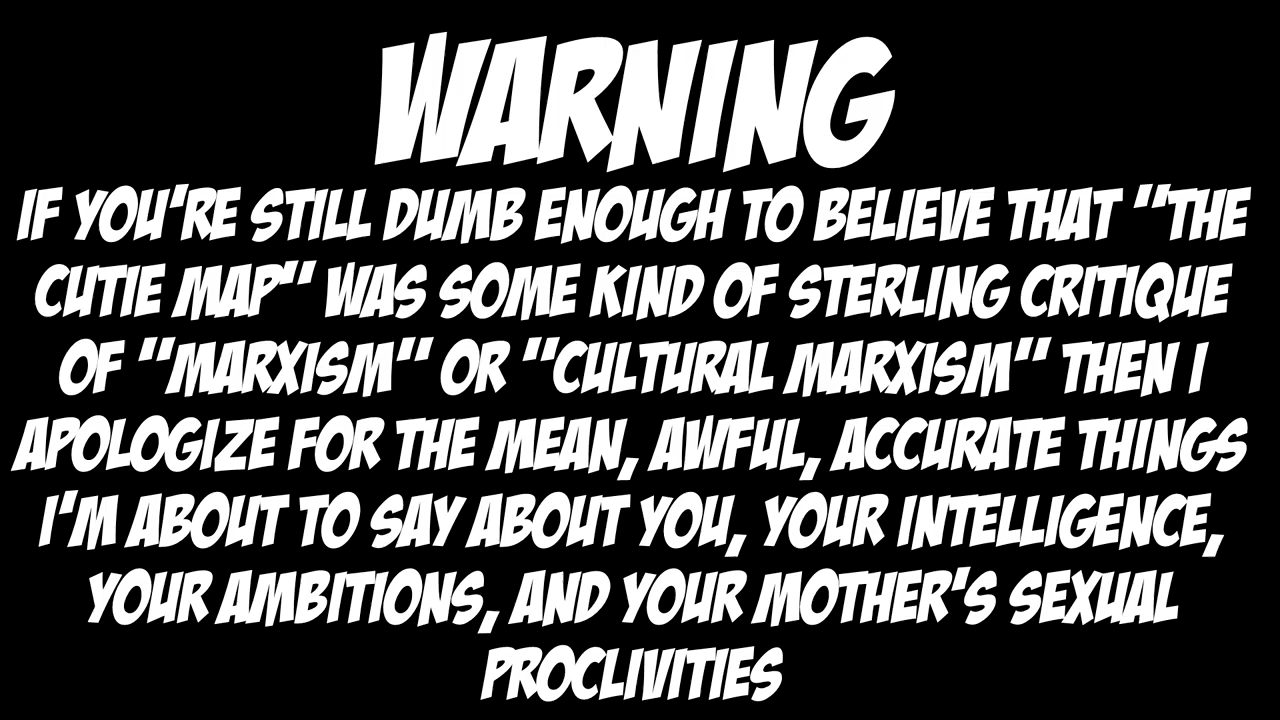 WARNING
IF YOU'RE STILL DUMB ENOUGH TO BELIEVE THAT "THE
CUTIE MAP" WAS SOME KIND OF STERLING CRITIQUE
OF "MARXISM" OR "CULTURAL MARXISM" THEN I
APOLOGIZE FOR THE MEAN, AWFUL, ACCURATE THINGS
I'M ABOUT TO SAY ABOUT YOU, YOUR INTELLIGENCE,
YOUR AMBITIONS, AND YOUR MOTHER'S SEXUAL
PROCLIVITIES